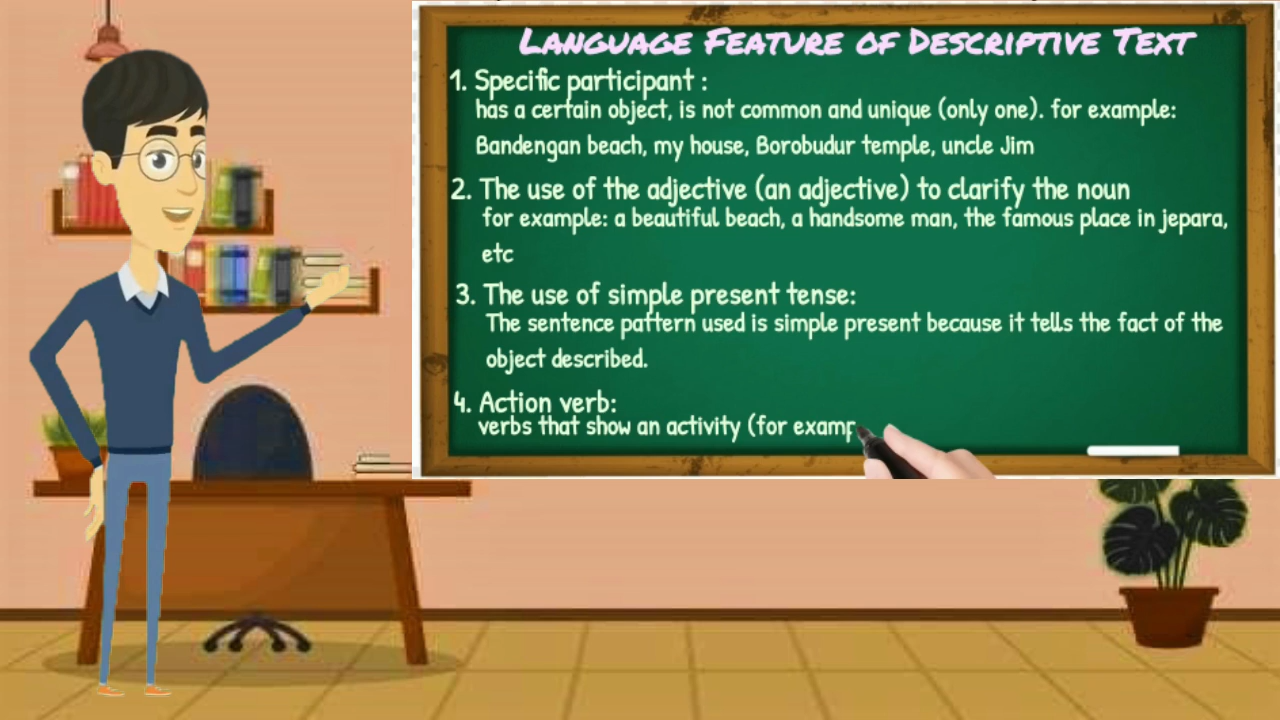 Language Feature of Descriptive Text
1. Specific participant :
has a certain object, is not common and unique (only one). for example:
Bandengan beach, my house, Borobudur temple, uncle Jim
2. The use of the adjective (an adjective) to clarify the noun
for example: a beautiful beach, a handsome man, the famous place in jepara,
etc
3. The use of simple present tense:
The sentence pattern used is simple present because it tells the fact of the
object described.
4. Action verb:
verbs that show an activity (for examp